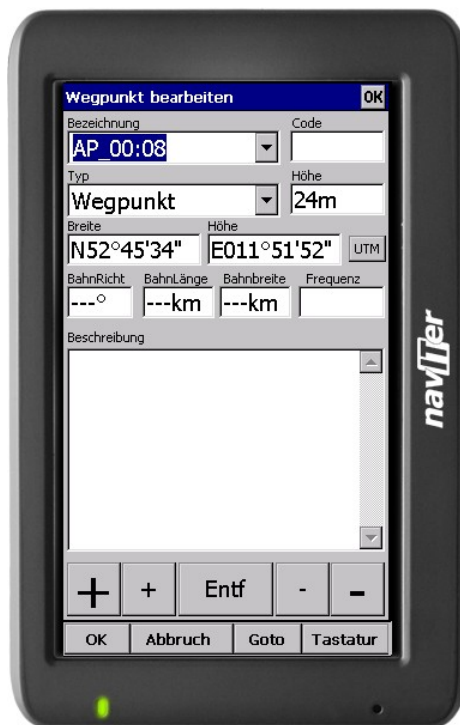 Wegpunkt bearbeiten OK
Bezeichnung Code
AP_00:08
Typ Höhe
Wegpunkt 24m
Breite Höhe
N52°45'34" E011°51'52" UTM
BahnRicht BahnLänge Bahnbreite Frequenz
---° ---km ---km
Beschreibung
+ + Entf - -
OK Abbruch Goto Tastatur
naviter